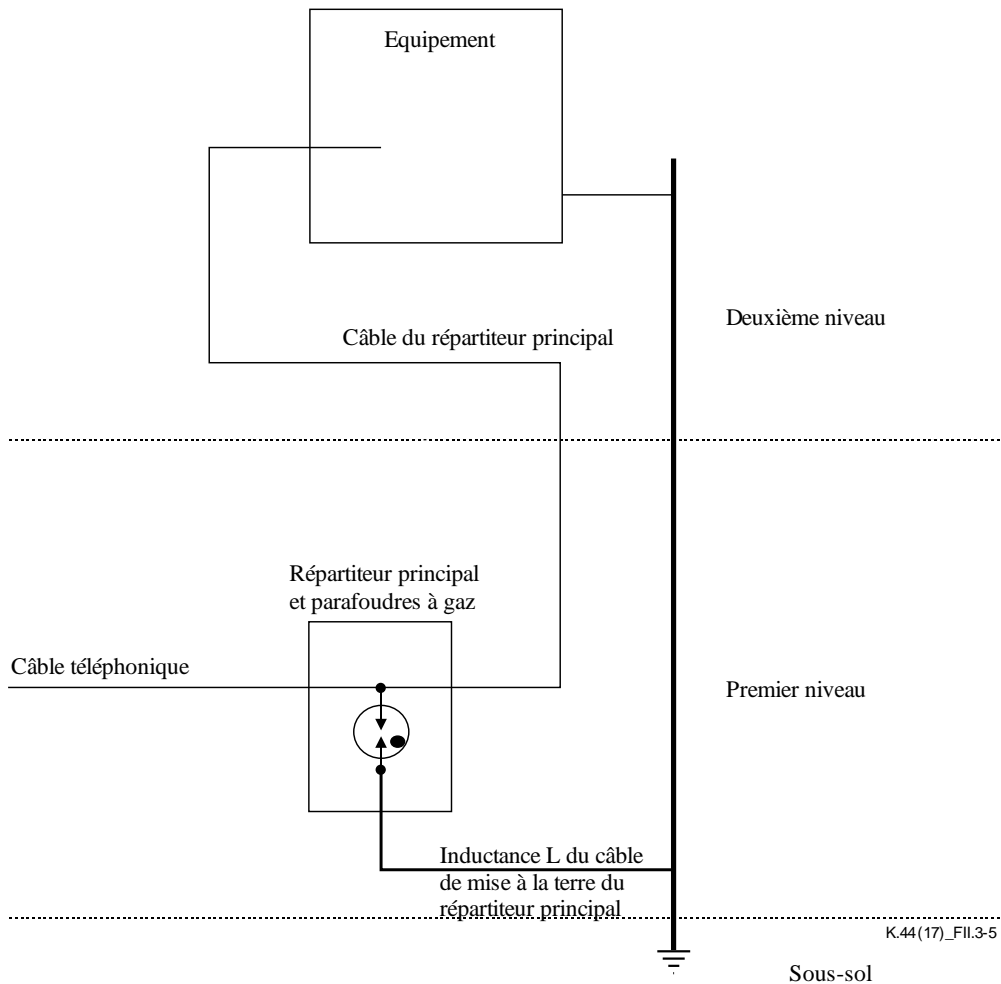 Equipement
Deuxième niveau
Câble du répartiteur principal
Répartiteur principal
et parafoudres à gaz
Câble téléphonique
Premier niveau
Inductance L du câble
de mise à la terre du
répartiteur principal
K.44(17)_FII.3-5
Sous-sol